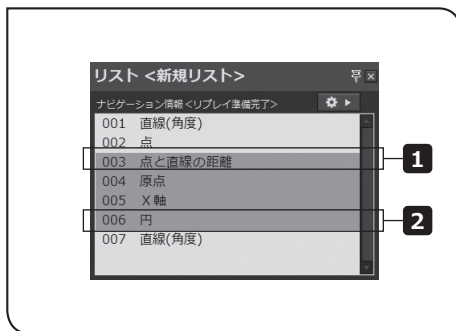 リスト <新規リスト>
ナビゲーション情報<リプレイ準備完了>
001 直線(角度)
002 点
003 点と直線の距離
1
004 原点
005 X軸
006 円
2
007 直線(角度)